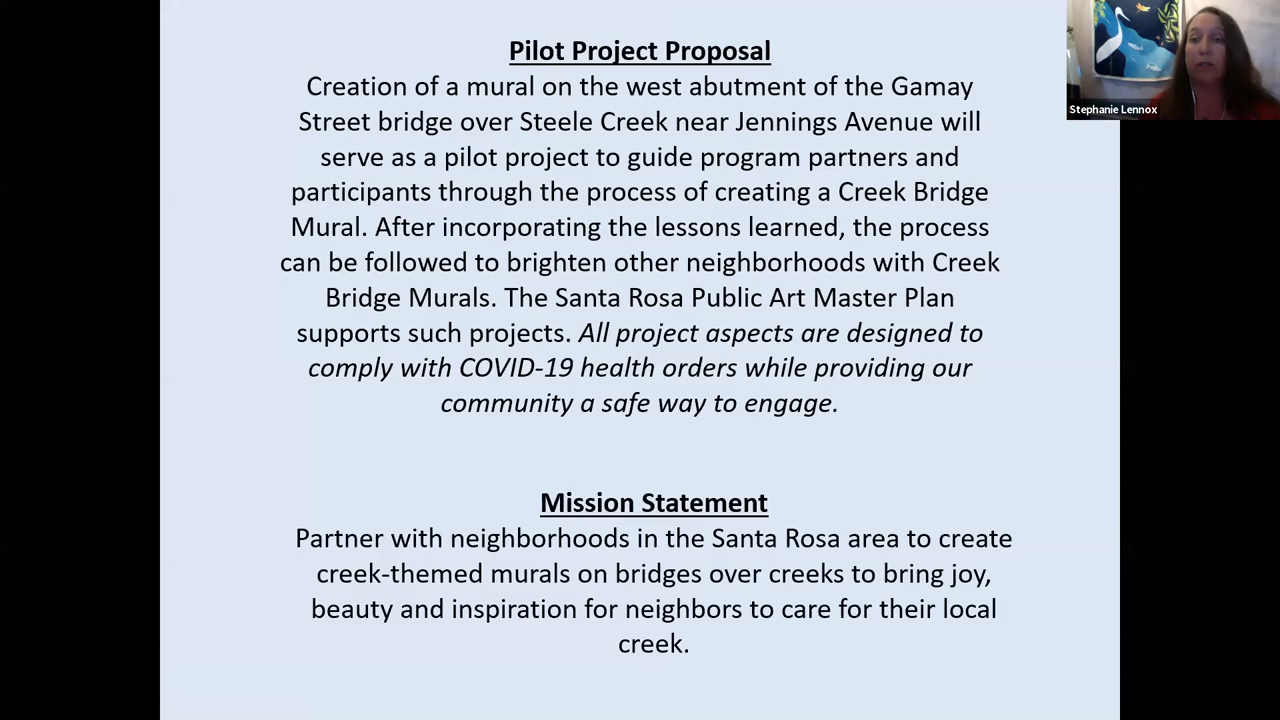 Pilot Project Proposal
Creation of a mural on the west abutment of the Gamay
Street bridge over Steele Creek near Jennings Avenue will
serve as a pilot project to guide program partners and
participants through the process of creating a Creek Bridge
Mural. After incorporating the lessons learned, the process
can be followed to brighten other neighborhoods with Creek
Bridge Murals. The Santa Rosa Public Art Master Plan
supports such projects. All project aspects are designed to
comply with COVID-19 health orders while providing our
community a safe way to engage.
Mission Statement
Partner with neighborhoods in the Santa Rosa area to create
creek-themed murals on bridges over creeks to bring joy,
beauty and inspiration for neighbors to care for their local
creek.
Stephanie Lennox